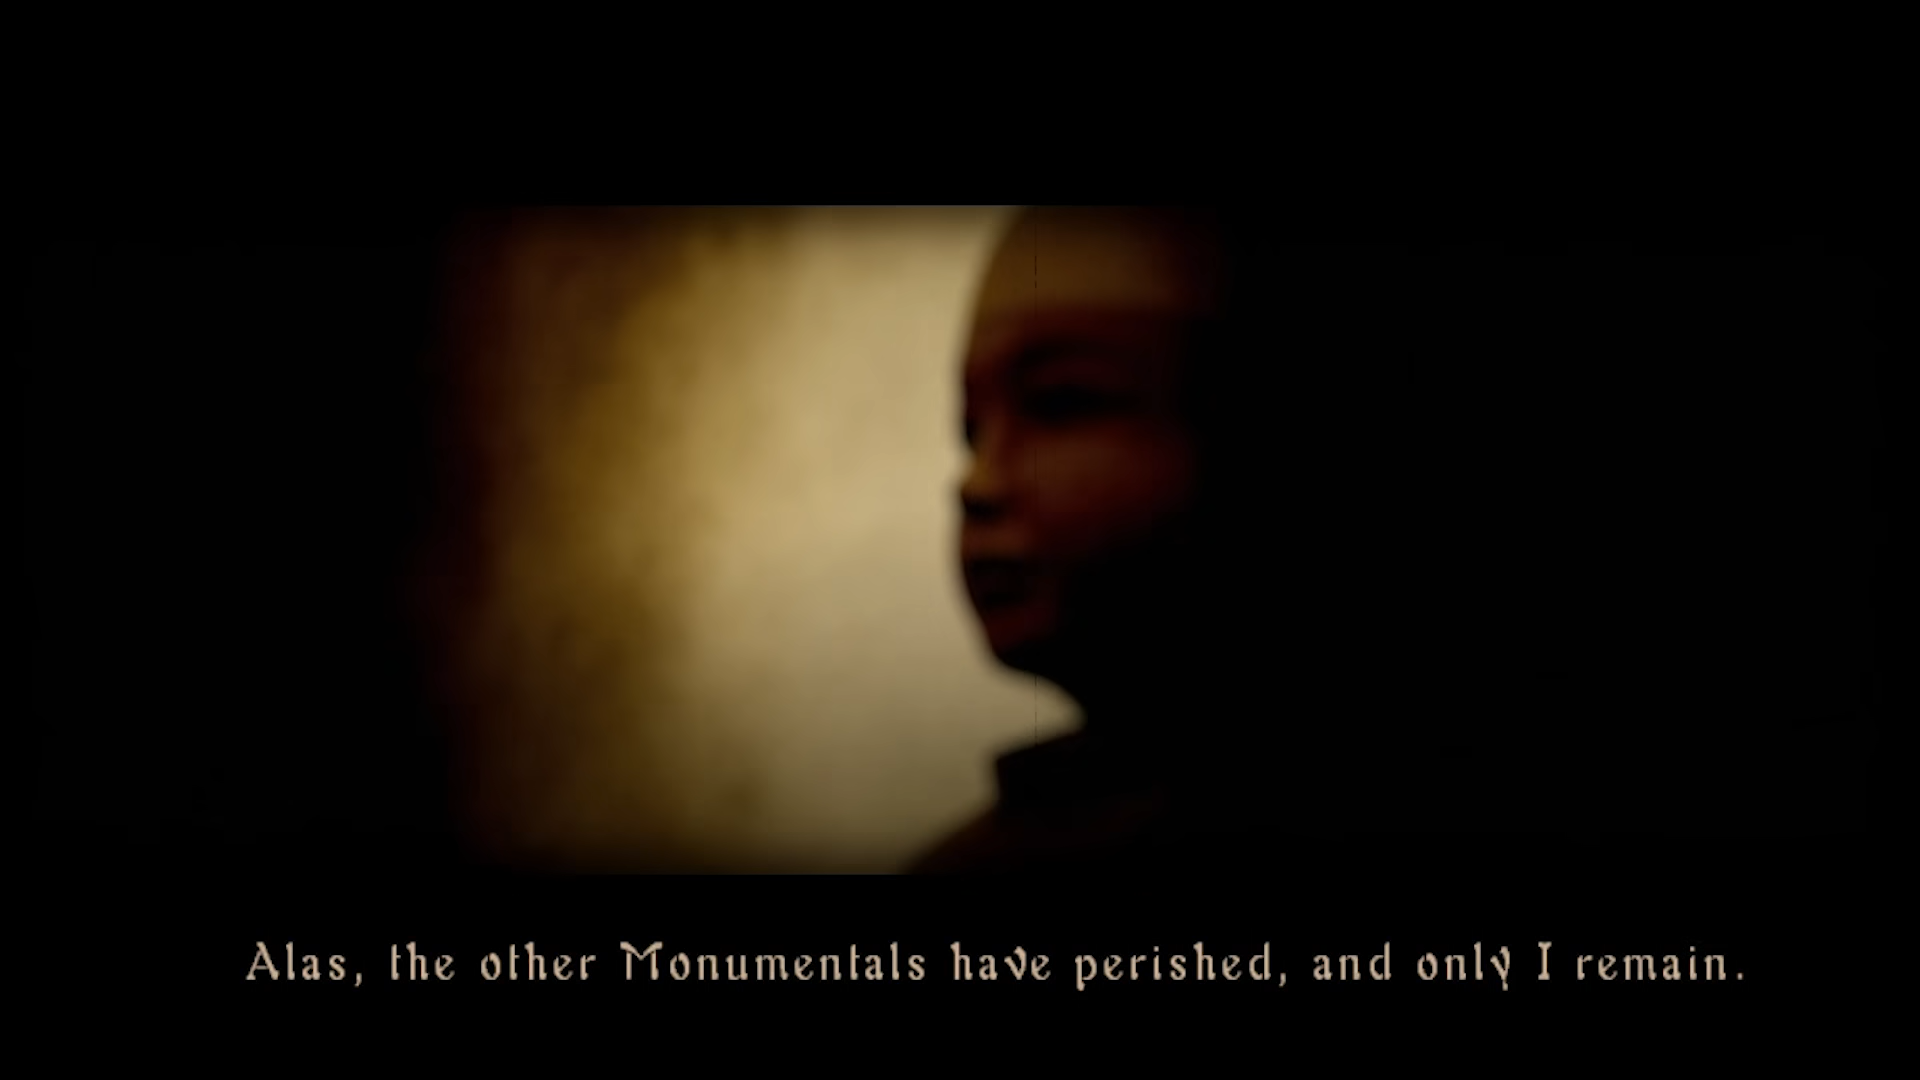 Alas, the other Monumentals have perished, and only I remain.